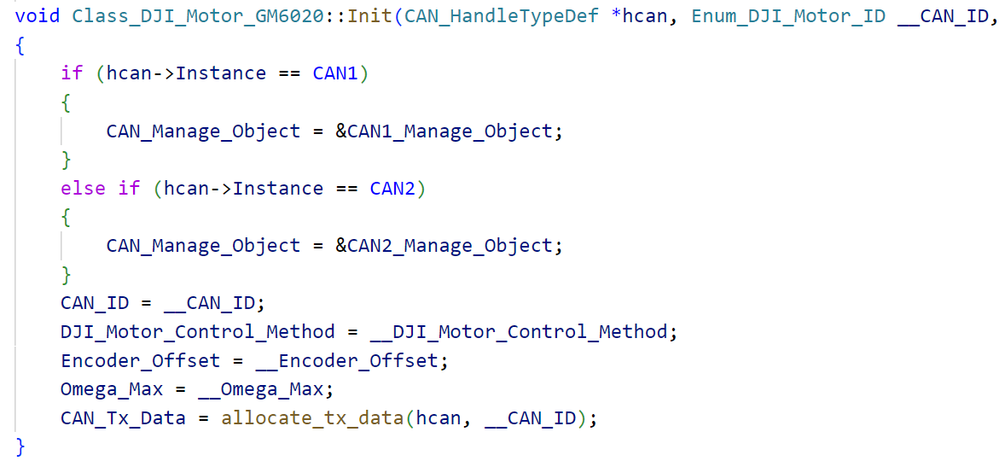 void Class_DJI_Motor_GM6020::Init(CAN_HandleTypeDef *hcan, Enum_DJI_Motor_ID __CAN_ID,
{
    if (hcan->Instance == CAN1)
    {
        CAN_Manage_Object = &CAN1_Manage_Object;
    }
    else if (hcan->Instance == CAN2)
    {
        CAN_Manage_Object = &CAN2_Manage_Object;
    }
    CAN_ID = __CAN_ID;
    DJI_Motor_Control_Method = __DJI_Motor_Control_Method;
    Encoder_Offset = __Encoder_Offset;
    Omega_Max = __Omega_Max;
    CAN_Tx_Data = allocate_tx_data(hcan, __CAN_ID);
}